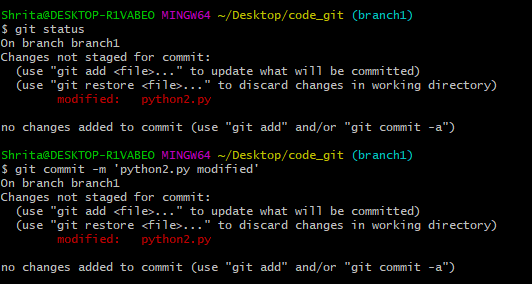 Shrita@DESKTOP-R1VABEO MINGW64 ~/Desktop/code_git (branch1)
$ git status
On branch branch1
Changes not staged for commit:
  (use "git add <file>..." to update what will be committed)
  (use "git restore <file>..." to discard changes in working directory)
        modified:   python2.py

no changes added to commit (use "git add" and/or "git commit -a")

Shrita@DESKTOP-R1VABEO MINGW64 ~/Desktop/code_git (branch1)
$ git commit -m 'python2.py modified'
On branch branch1
Changes not staged for commit:
  (use "git add <file>..." to update what will be committed)
  (use "git restore <file>..." to discard changes in working directory)
        modified:   python2.py

no changes added to commit (use "git add" and/or "git commit -a")